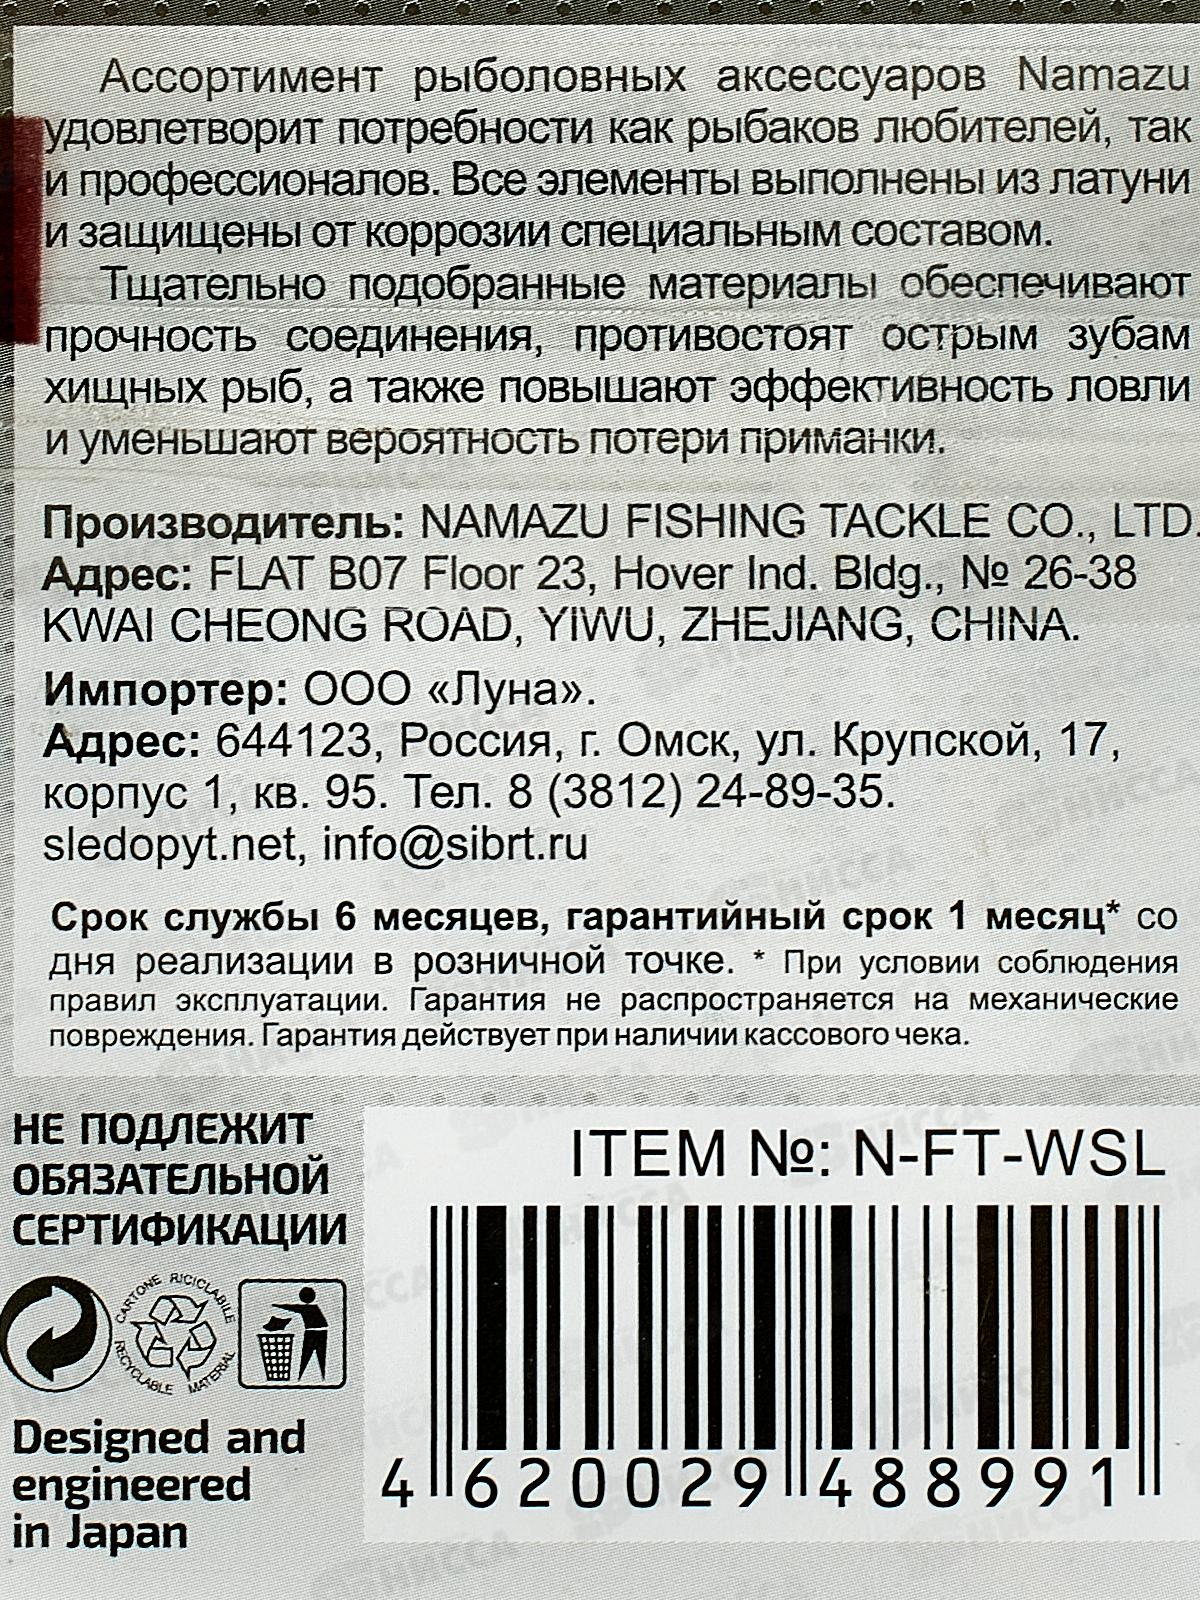 Ассортимент рыболовных аксессуаров Namazu
удовлетворит потребности как рыбаков любителей, так
и профессионалов. Все элементы выполнены из латуни
и защищены от коррозии специальным составом.
Тщательно подобранные материалы обеспечивают
прочность соединения, противостоят острым зубам
хищных рыб, а также повышают эффективность ловли
и уменьшают вероятность потери приманки.
Производитель: NAMAZU FISHING TACKLE CO., LTD.
Адрес: FLAT B07 Floor 23, Hover Ind. Bldg., № 26-38
KWAI CHEONG ROAD, YIWU, ZHEJIANG, CHINA.
Импортер: ООО «Луна».
Адрес: 644123, Россия, г. Омск, ул. Крупской, 17,
корпус 1, кв. 95. Тел. 8 (3812) 24-89-35.
sledopyt.net, info@sibrt.ru
Срок службы 6 месяцев, гарантийный срок 1 месяц* со
дня реализации в розничной точке. * При условии соблюдения
правил эксплуатации. Гарантия не распространяется на механические
повреждения. Гарантия действует при наличии кассового чека.
НЕ ПОДЛЕЖИТ
ОБЯЗАТЕЛЬНОЙ
СЕРТИФИКАЦИИ
CARTONE RICICLABILE
RECYCLABLE MATERIAL
Designed and
engineered
in Japan
ITEM №: N-FT-WSL
4 620029 488991